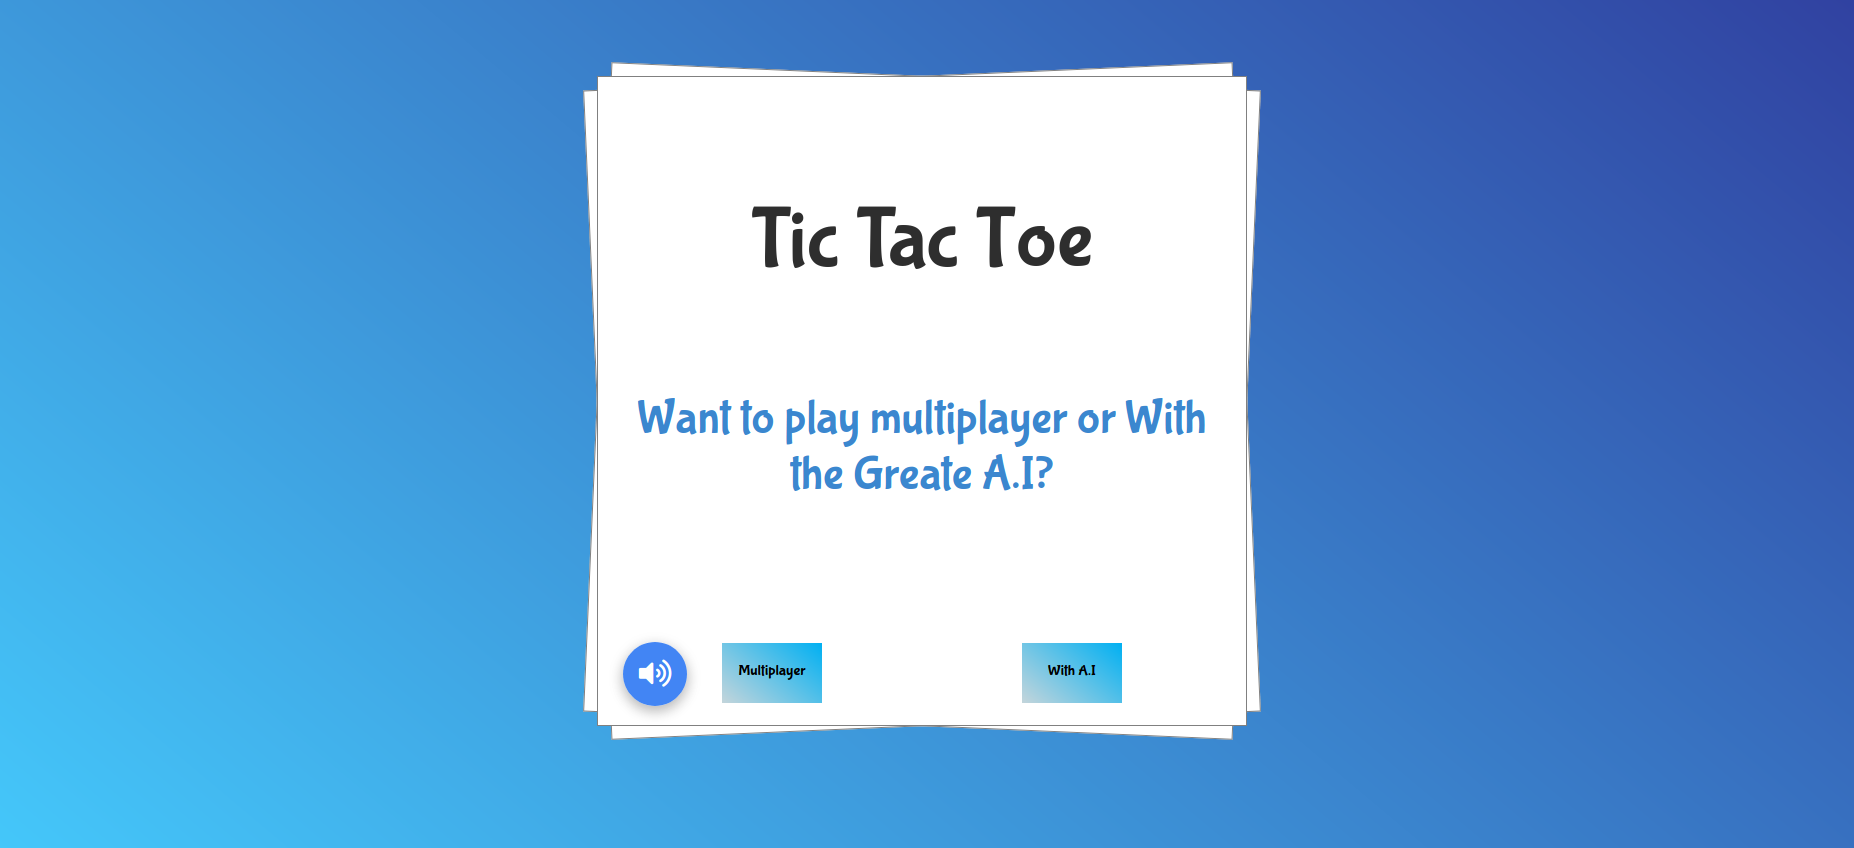 Tic Tac Toe
Want to play multiplayer or With
the Greate A.I?
Multiplayer
With A.I